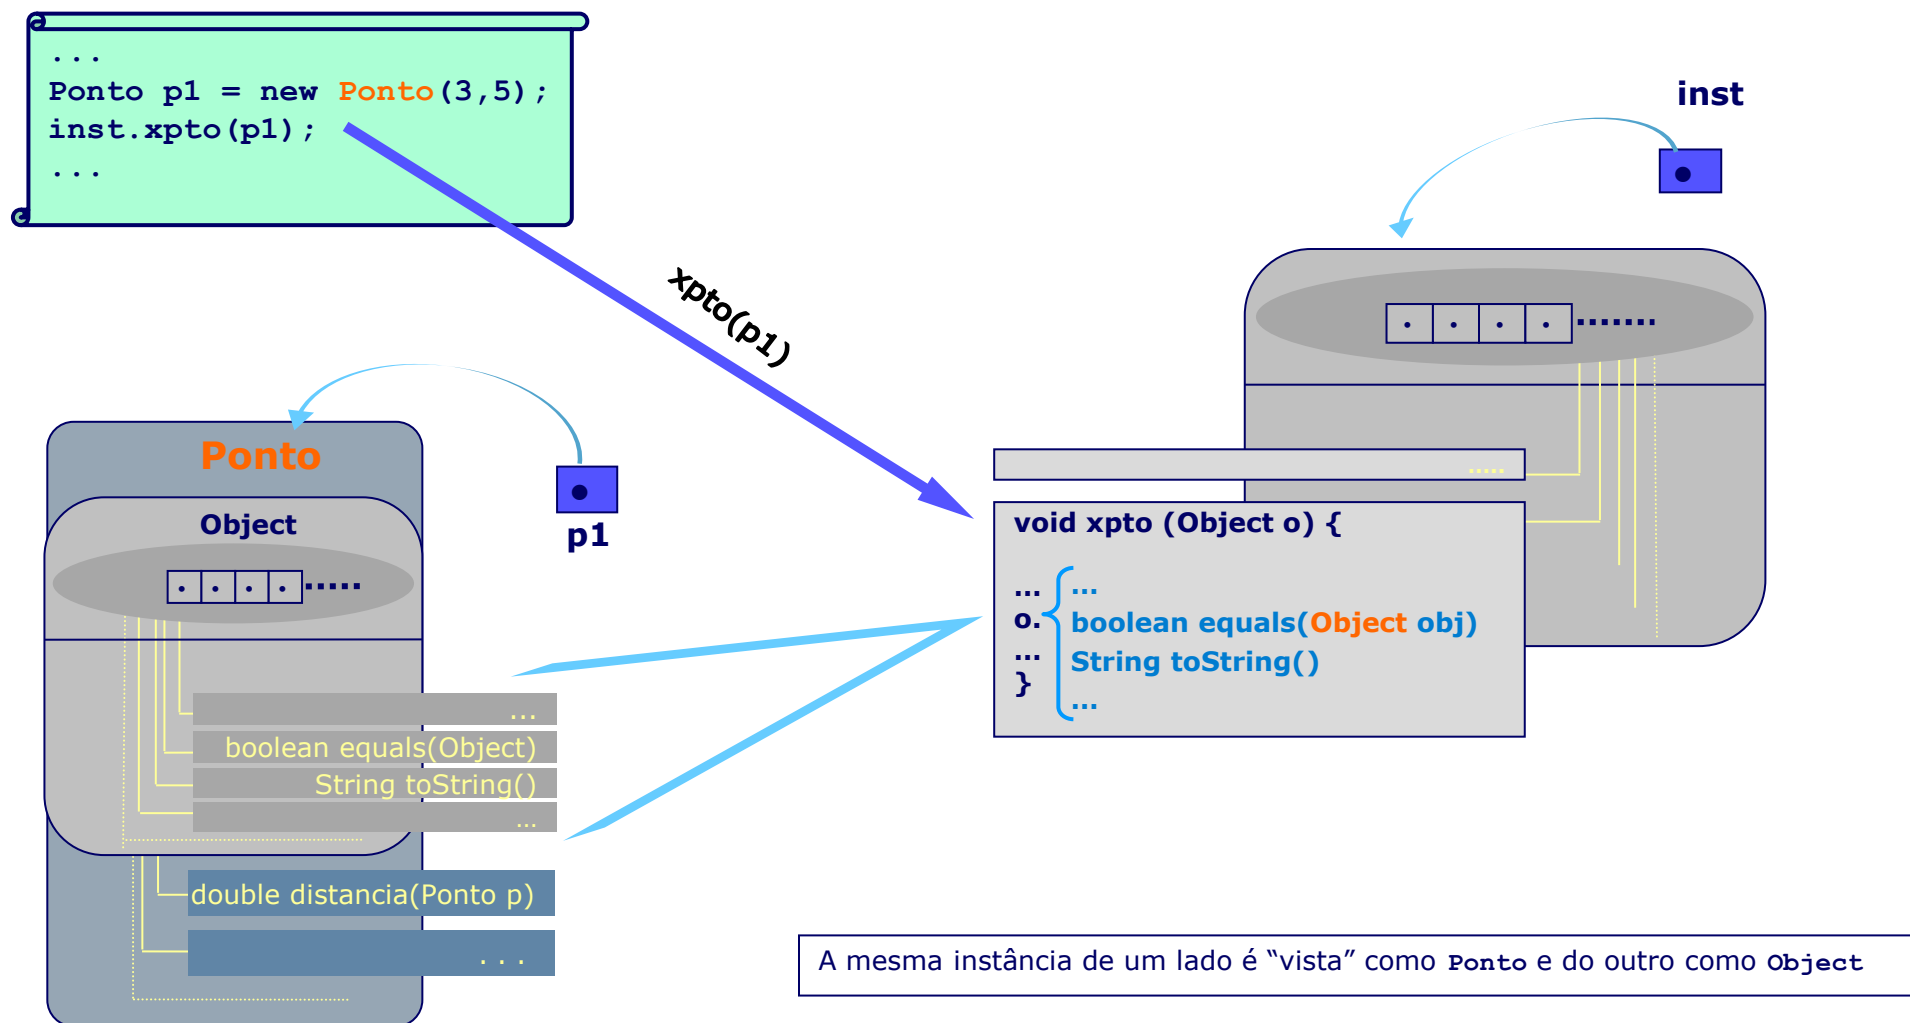 ...
Ponto p1 = new Ponto(3,5);
inst.xpto(p1);
...
inst
xpto(p1)
Ponto
Object
p1
.....
void xpto (Object o) {
... ...
o. boolean equals(Object obj)
... String toString()
}
...
...
boolean equals(Object)
String toString()
...
double distancia(Ponto p)
. . .
A mesma instância de um lado é “vista” como Ponto e do outro como Object